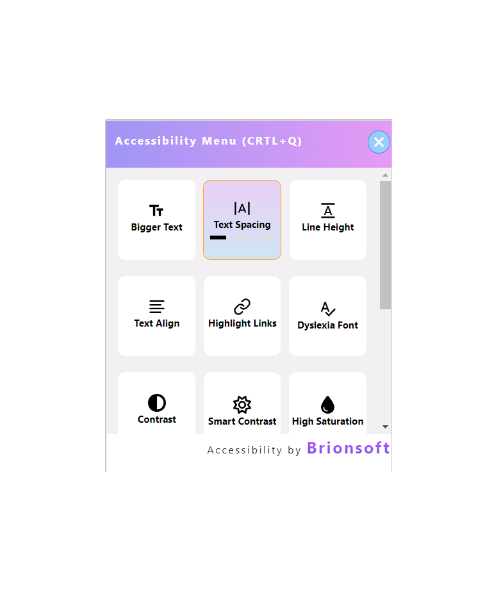 Accessibility Menu (CRTL+Q)
Bigger Text
Text Spacing
Line Height
Text Align
Highlight Links
Dyslexia Font
Contrast
Smart Contrast
High Saturation
Accessibility by Brionsoft